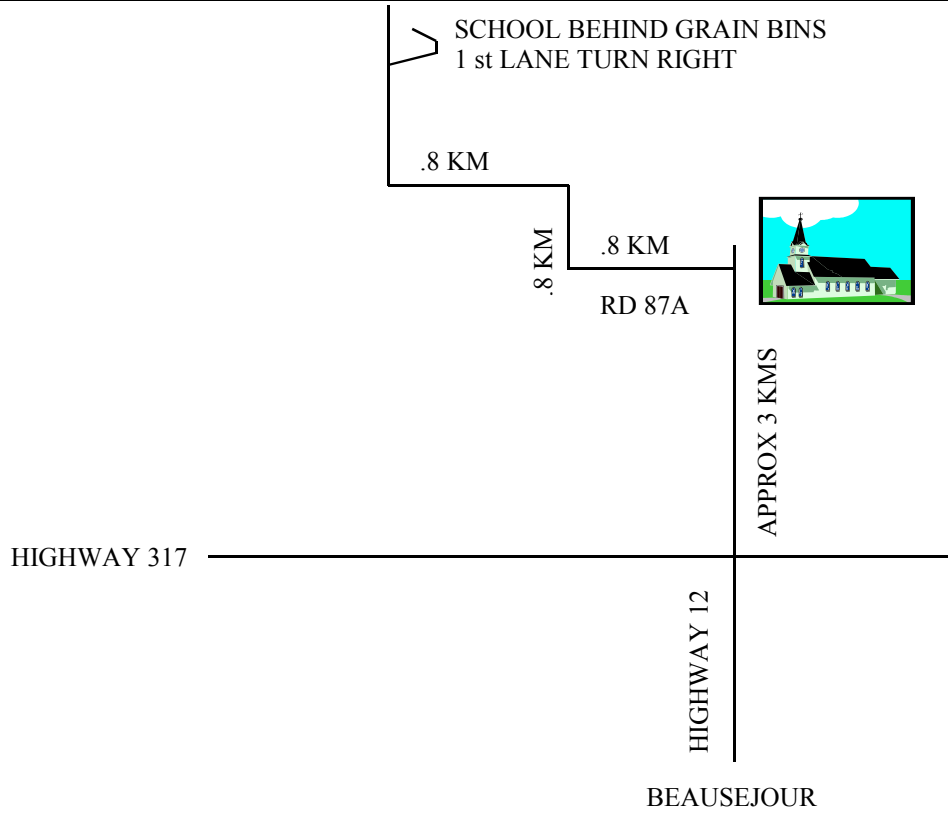 SCHOOL BEHIND GRAIN BINS
1 st LANE TURN RIGHT
.8 KM
.8 KM
.8 KM
RD 87A
APPROX 3 KMS
HIGHWAY 317
HIGHWAY 12
BEAUSEJOUR